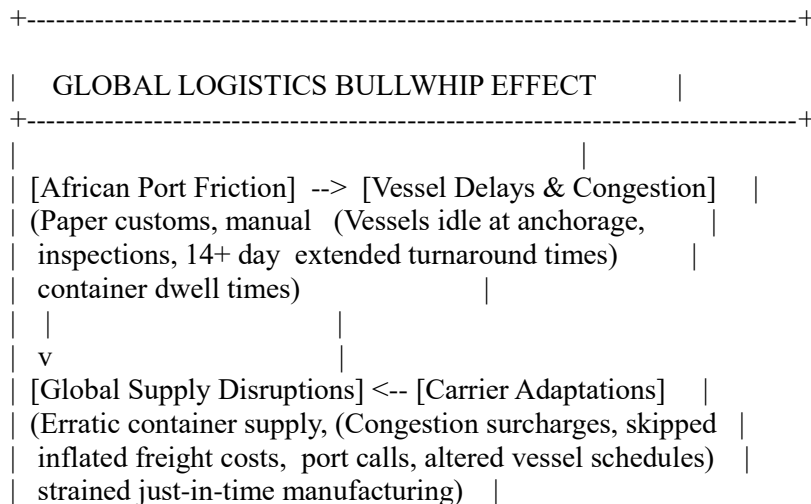 +-------------------------------------------------------------------------------+
| GLOBAL LOGISTICS BULLWHIP EFFECT |
+-------------------------------------------------------------------------------+
| |
| [African Port Friction] --> [Vessel Delays & Congestion] |
| (Paper customs, manual (Vessels idle at anchorage, |
| inspections, 14+ day extended turnaround times) |
| container dwell times) |
| | |
| v |
| [Global Supply Disruptions] <-- [Carrier Adaptations] |
| (Erratic container supply, (Congestion surcharges, skipped |
| inflated freight costs, port calls, altered vessel schedules) |
| strained just-in-time manufacturing) |